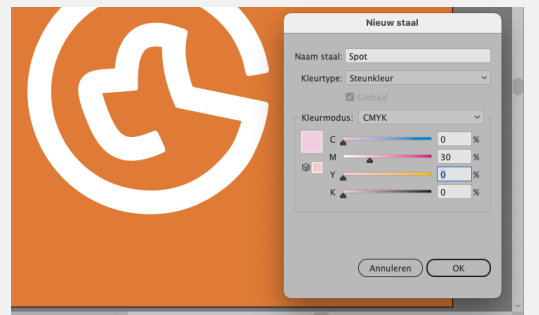 Nieuw staal
Naam staal: Spot
Kleurtype: Steunkleur
Globaal
Kleurmodus: CMYK
C 0 %
M 30 %
Y 0 %
K 0 %
Annuleren OK